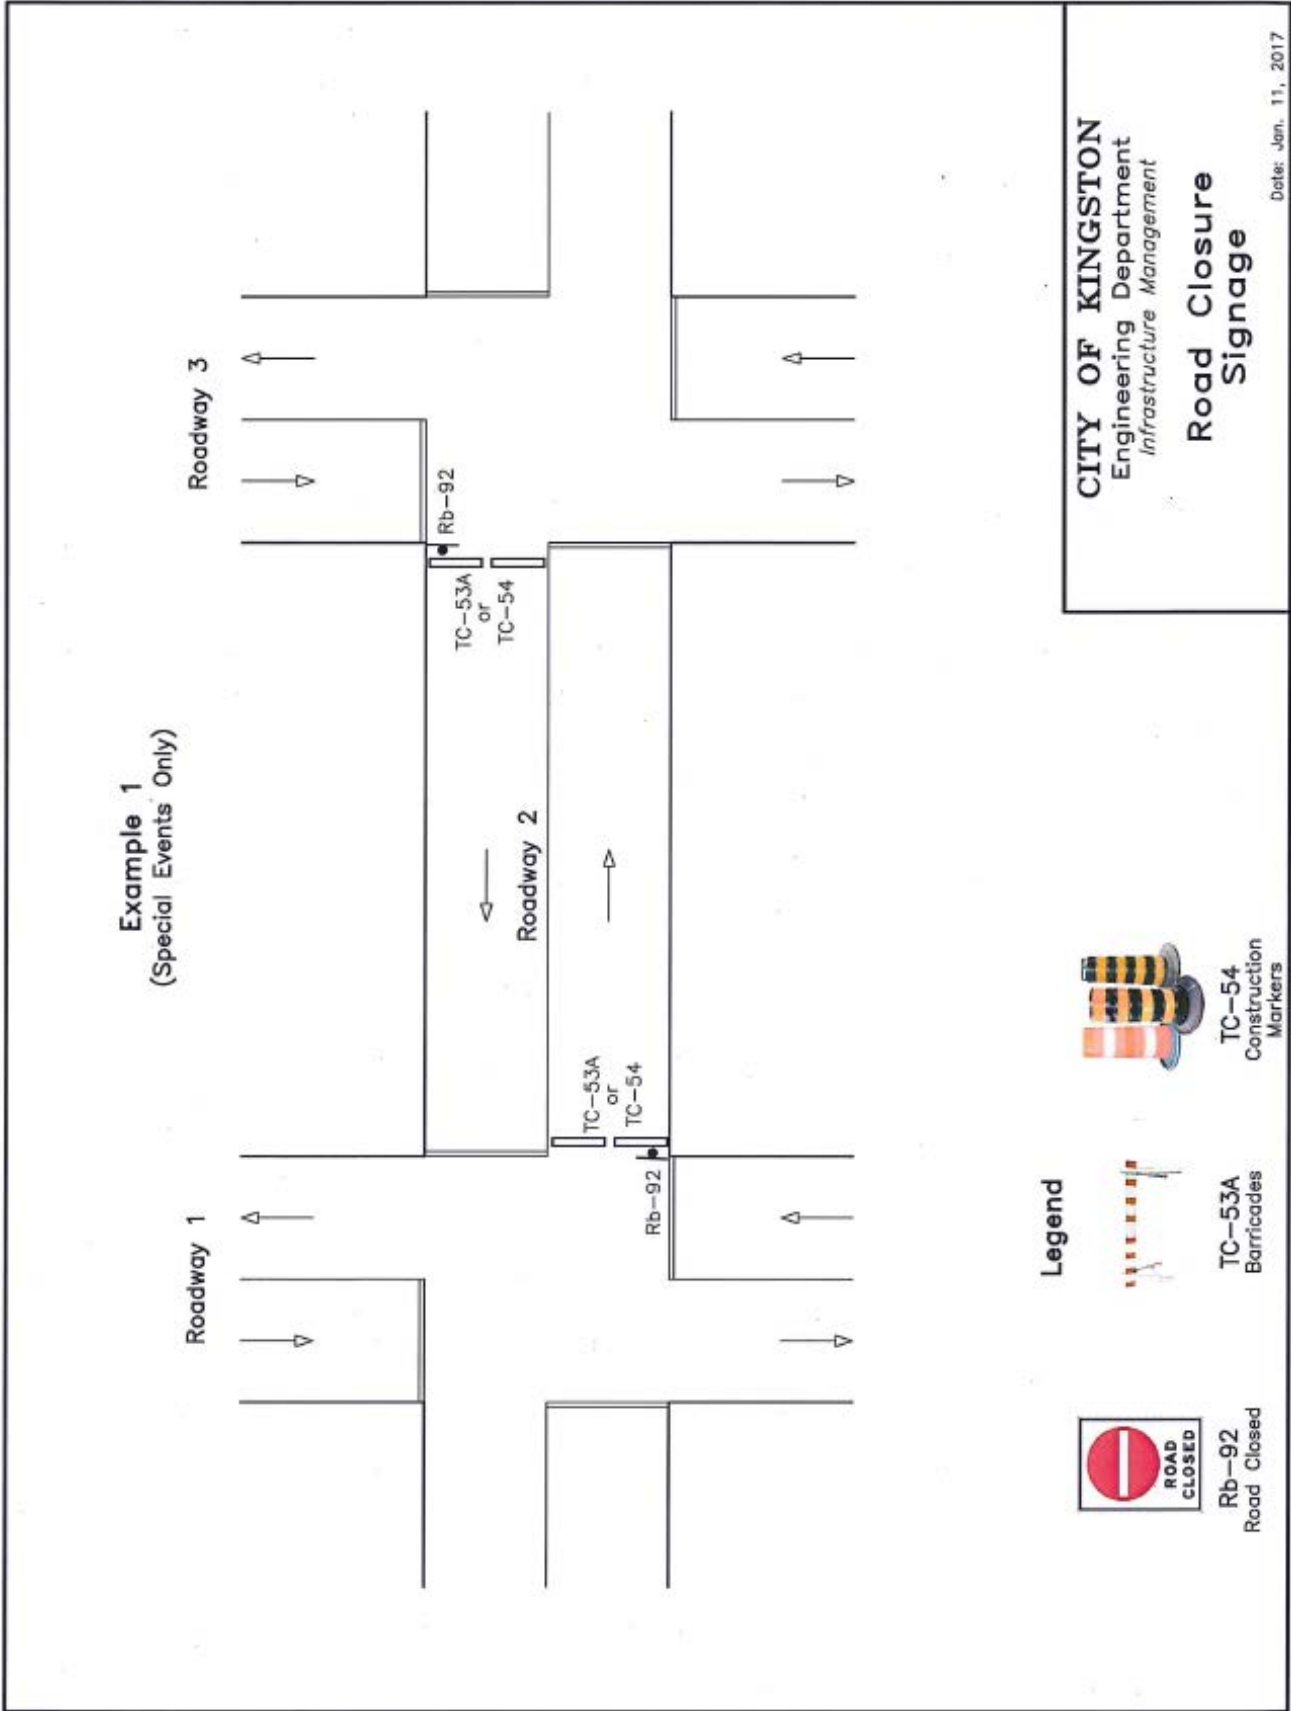 Example 1
(Special Events Only)
Roadway 1
Roadway 3
Rb-92
TC-53A
or
TC-54
Roadway 2
TC-53A
or
TC-54
Rb-92
Legend
ROAD
CLOSED
Rb-92
Road Closed
TC-53A
Barricades
TC-54
Construction
Markers
CITY OF KINGSTON
Engineering Department
Infrastructure Management
Road Closure
Signage
Date: Jan. 11, 2017